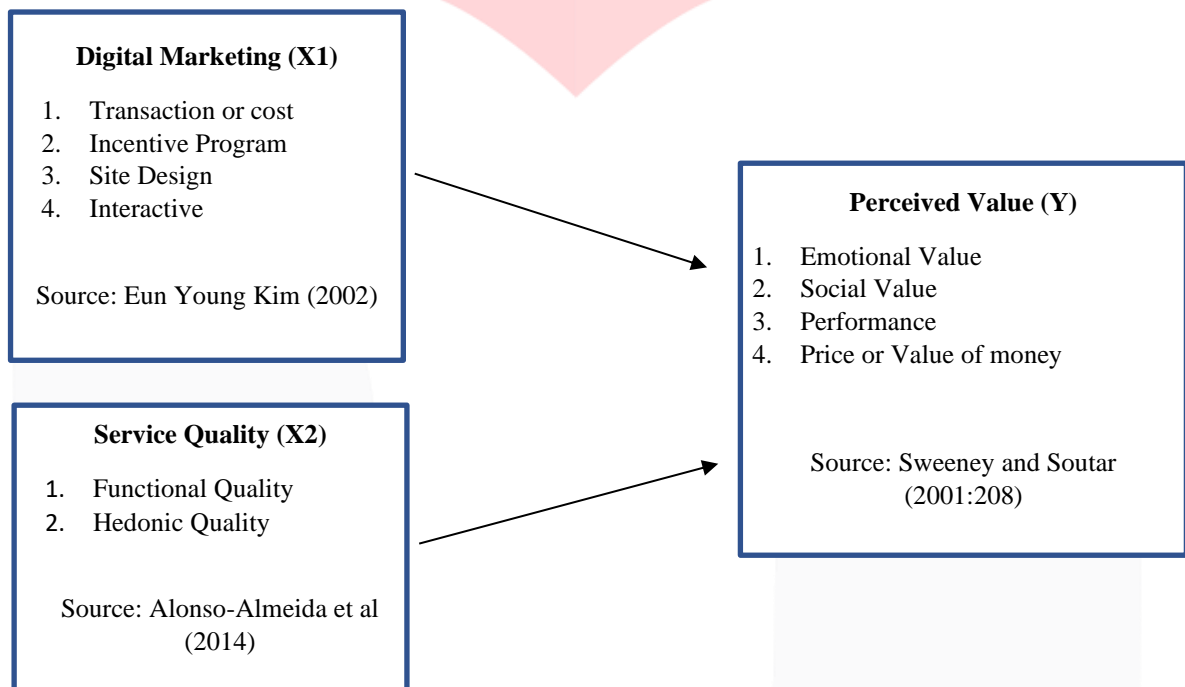 Digital Marketing (X1)
1. Transaction or cost
2. Incentive Program
3. Site Design
4. Interactive
Source: Eun Young Kim (2002)
Service Quality (X2)
1. Functional Quality
2. Hedonic Quality
Source: Alonso-Almeida et al
(2014)
Perceived Value (Y)
1. Emotional Value
2. Social Value
3. Performance
4. Price or Value of money
Source: Sweeney and Soutar
(2001:208)